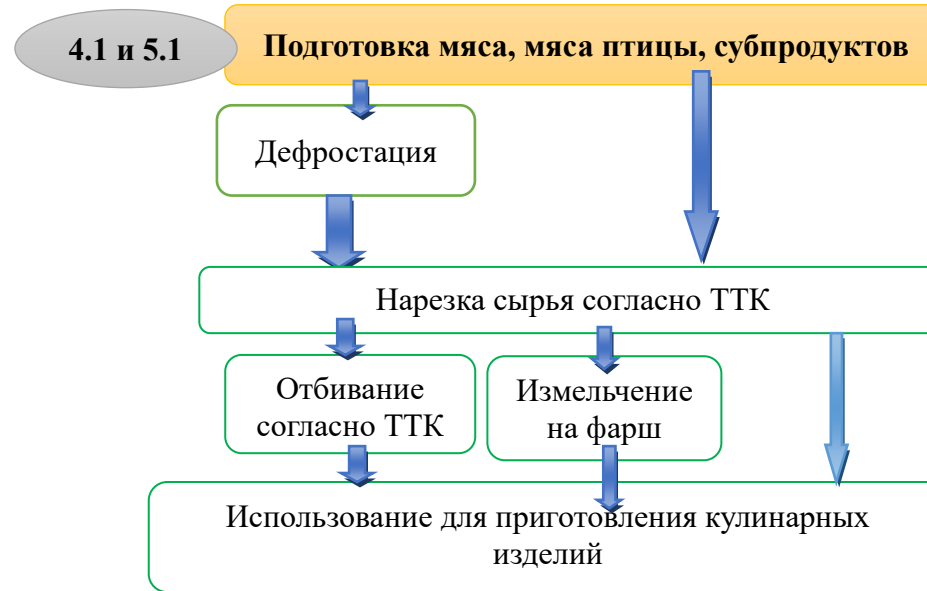 4.1 и 5.1
Подготовка мяса, мяса птицы, субпродуктов
Дефростация
Нарезка сырья согласно ТТК
Отбивание
согласно ТТК
Измельчение
на фарш
Использование для приготовления кулинарных
изделий